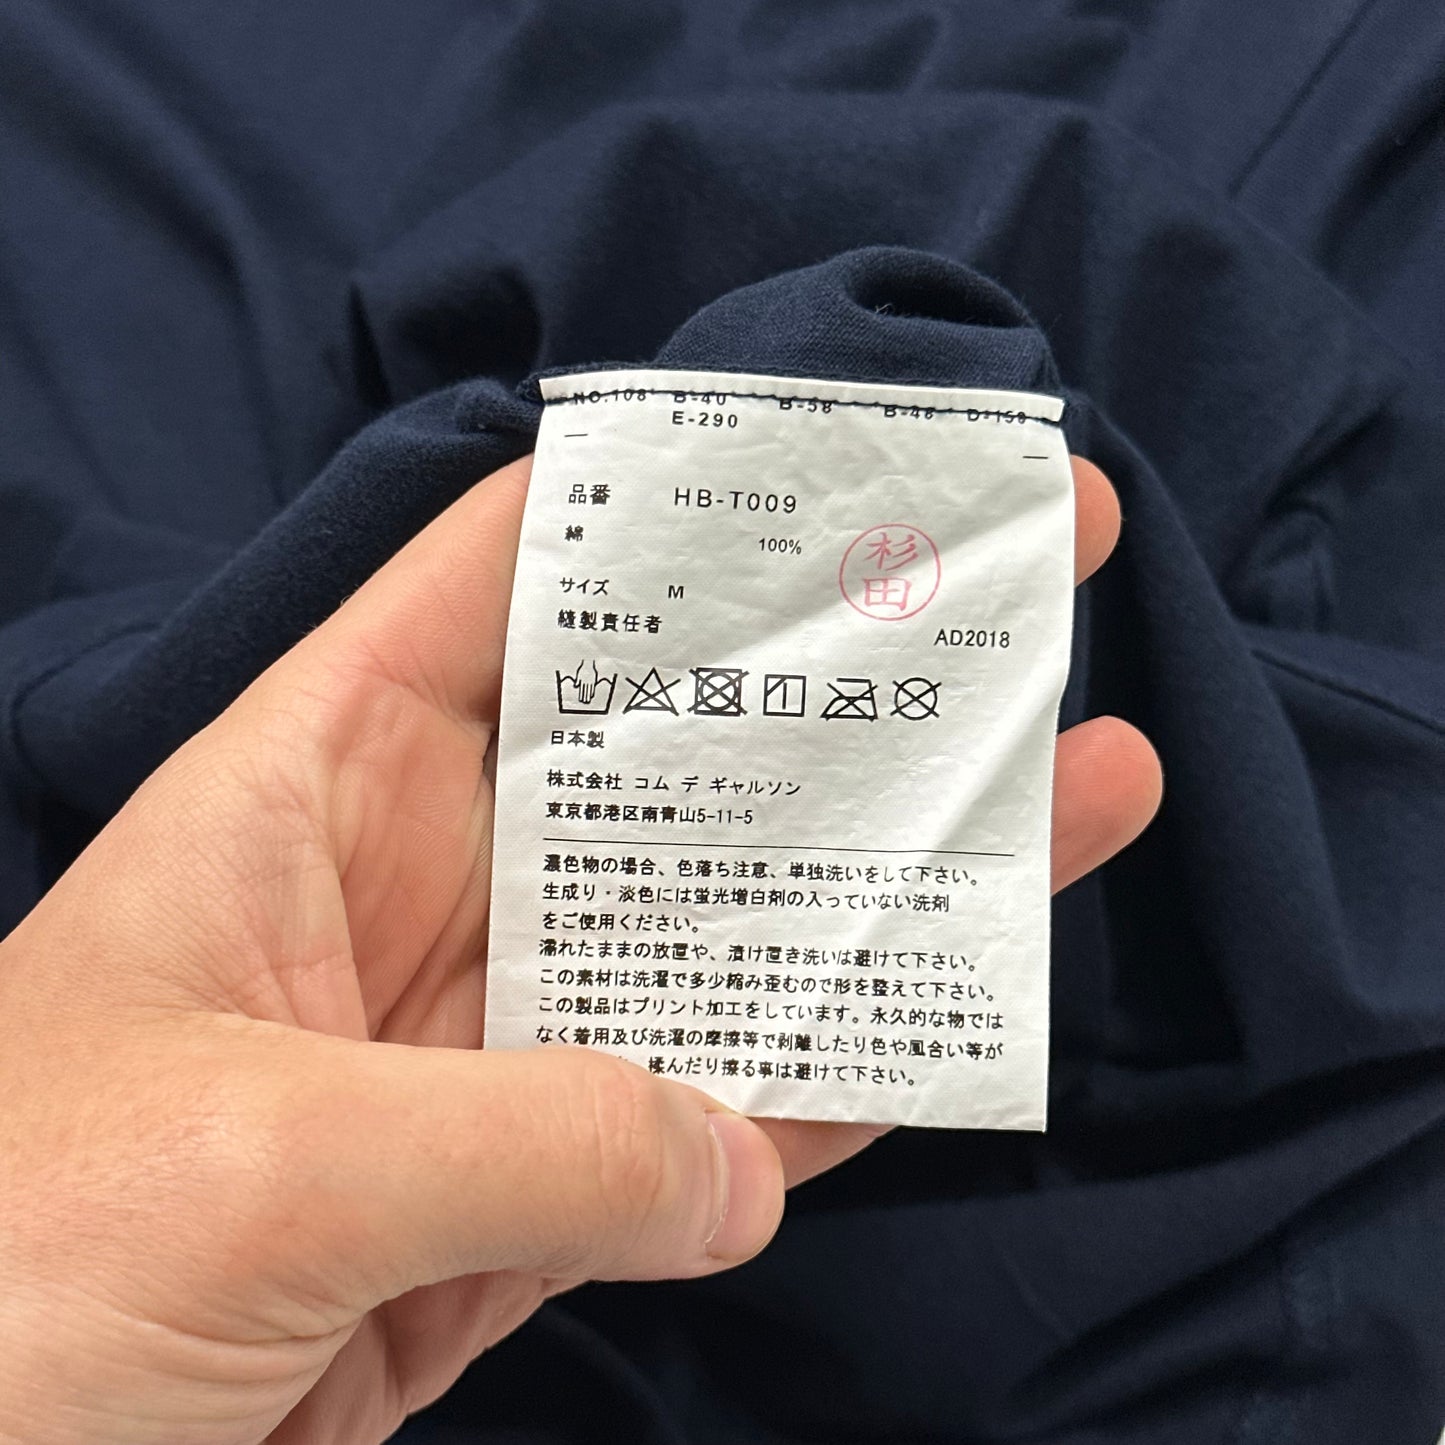 NO.108 B-40 B-58 B-48 D-150
E-290
品番 HB-T009
綿 100%
杉田
サイズ M
縫製責任者
AD2018
日本製
株式会社 コム デ ギャルソン
東京都港区南青山5-11-5
濃色物の場合、色落ち注意、単独洗いをして下さい。
生成り・淡色には蛍光増白剤の入っていない洗剤
をご使用ください。
濡れたままの放置や、漬け置き洗いは避けて下さい。
この素材は洗濯で多少縮み歪むので形を整えて下さい。
この製品はプリント加工をしています。永久的な物では
なく着用及び洗濯の摩擦等で剥離したり色や風合い等が
揉んだり擦る事は避けて下さい。